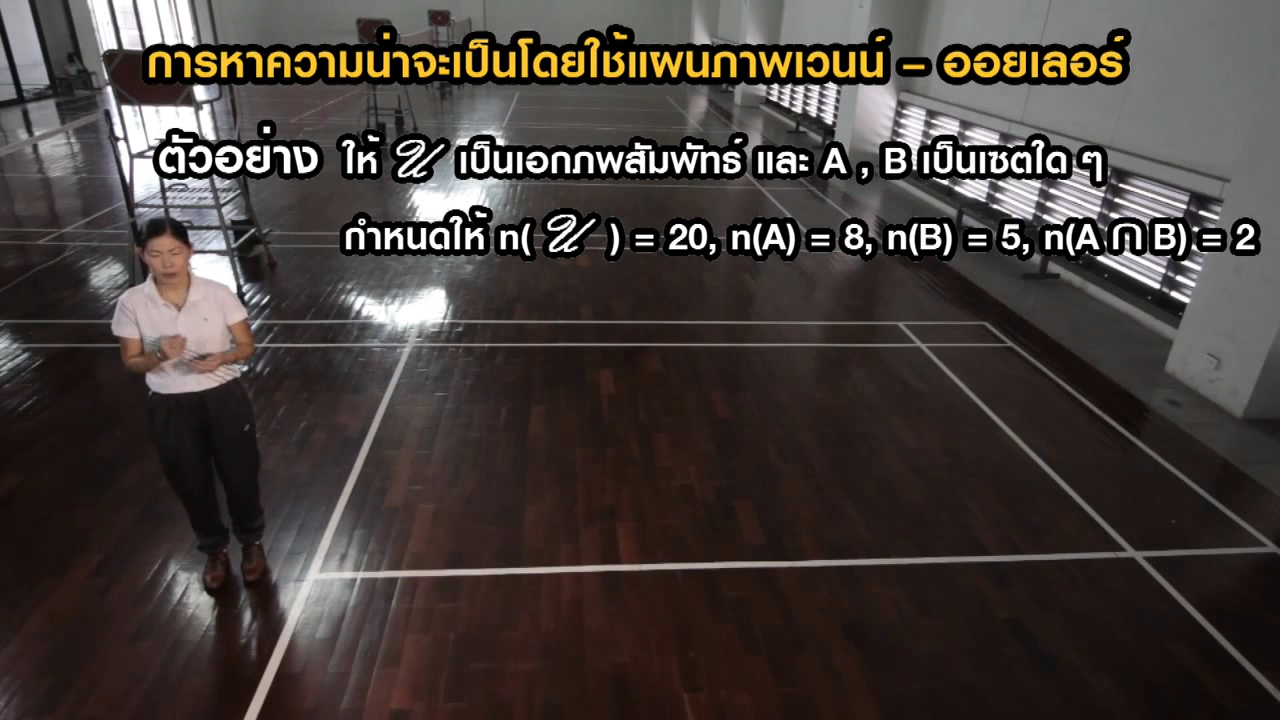 การหาความน่าจะเป็นโดยใช้แผนภาพเวนน์ – ออยเลอร์
ตัวอย่าง ให้ 𝒰 เป็นเอกภพสัมพัทธ์ และ A , B เป็นเซตใด ๆ
กำหนดให้ n( 𝒰 ) = 20, n(A) = 8, n(B) = 5, n(A ∩ B) = 2